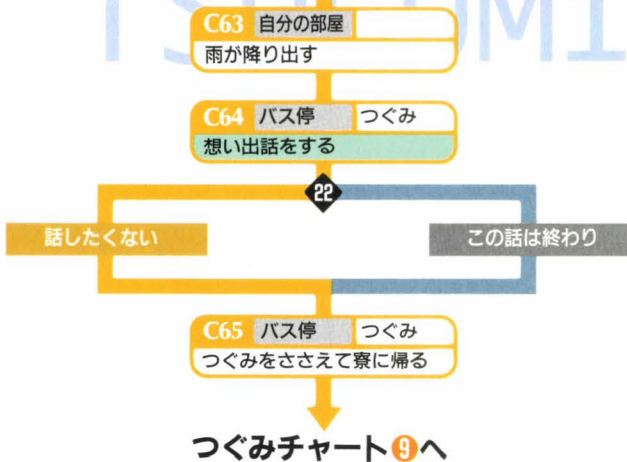 TSUGUMI
C63 自分の部屋
雨が降り出す
C64 バス停 つぐみ
想い出話をする
22
話したくない この話は終わり
C65 バス停 つぐみ
つぐみをささえて寮に帰る
つぐみチャート9へ